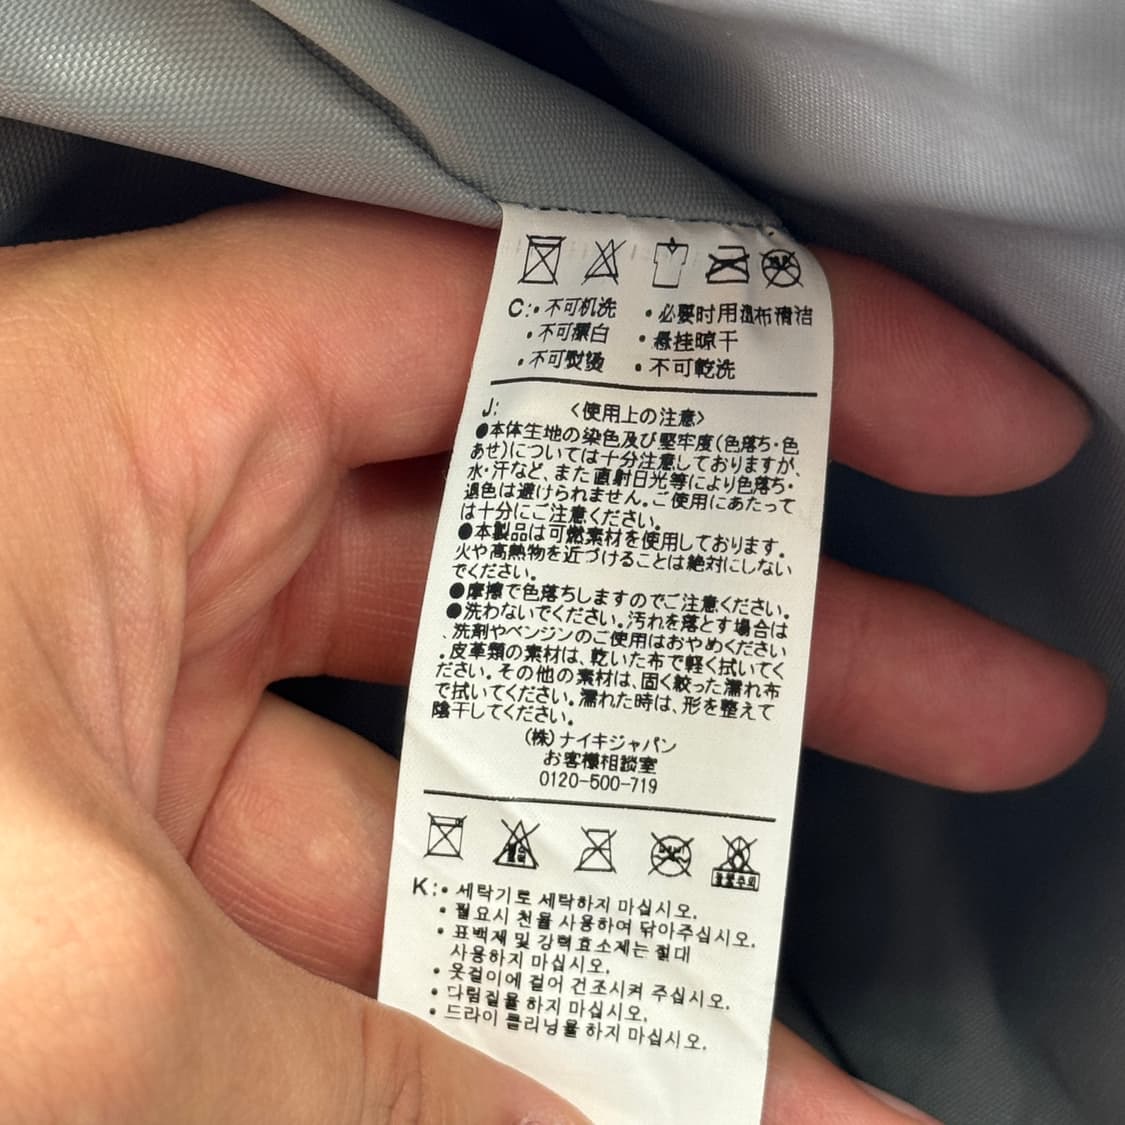 C:・不可机洗 ・必要时用湿布清洁
・不可漂白 ・悬挂晾干
・不可熨烫 ・不可乾洗
J: 〈使用上の注意〉
●本体生地の染色及び堅牢度(色落ち・色
あせ)については十分注意しておりますが、
水・汗など、また直射日光等により色落ち・
退色は避けられません。ご使用にあたって
は十分にご注意ください。
●本製品は可燃素材を使用しております。
火や高熱物を近づけることは絶対にしない
でください。
●摩擦で色落ちしますのでご注意ください。
●洗わないでください。汚れを落とす場合は
、洗剤やベンジンのご使用はおやめください
。皮革類の素材は、乾いた布で軽く拭いてく
ださい。その他の素材は、固く絞った濡れ布
で拭いてください。濡れた時は、形を整えて
陰干してください。
(株)ナイキジャパン
お客様相談室
0120-500-719
K:・세탁기로 세탁하지 마십시오.
・필요시 천을 사용하여 닦아주십시오.
・표백제 및 강력효소제는 절대
사용하지 마십시오.
・옷걸이에 걸어 건조시켜 주십시오.
・다림질을 하지 마십시오.
・드라이 클리닝을 하지 마십시오.